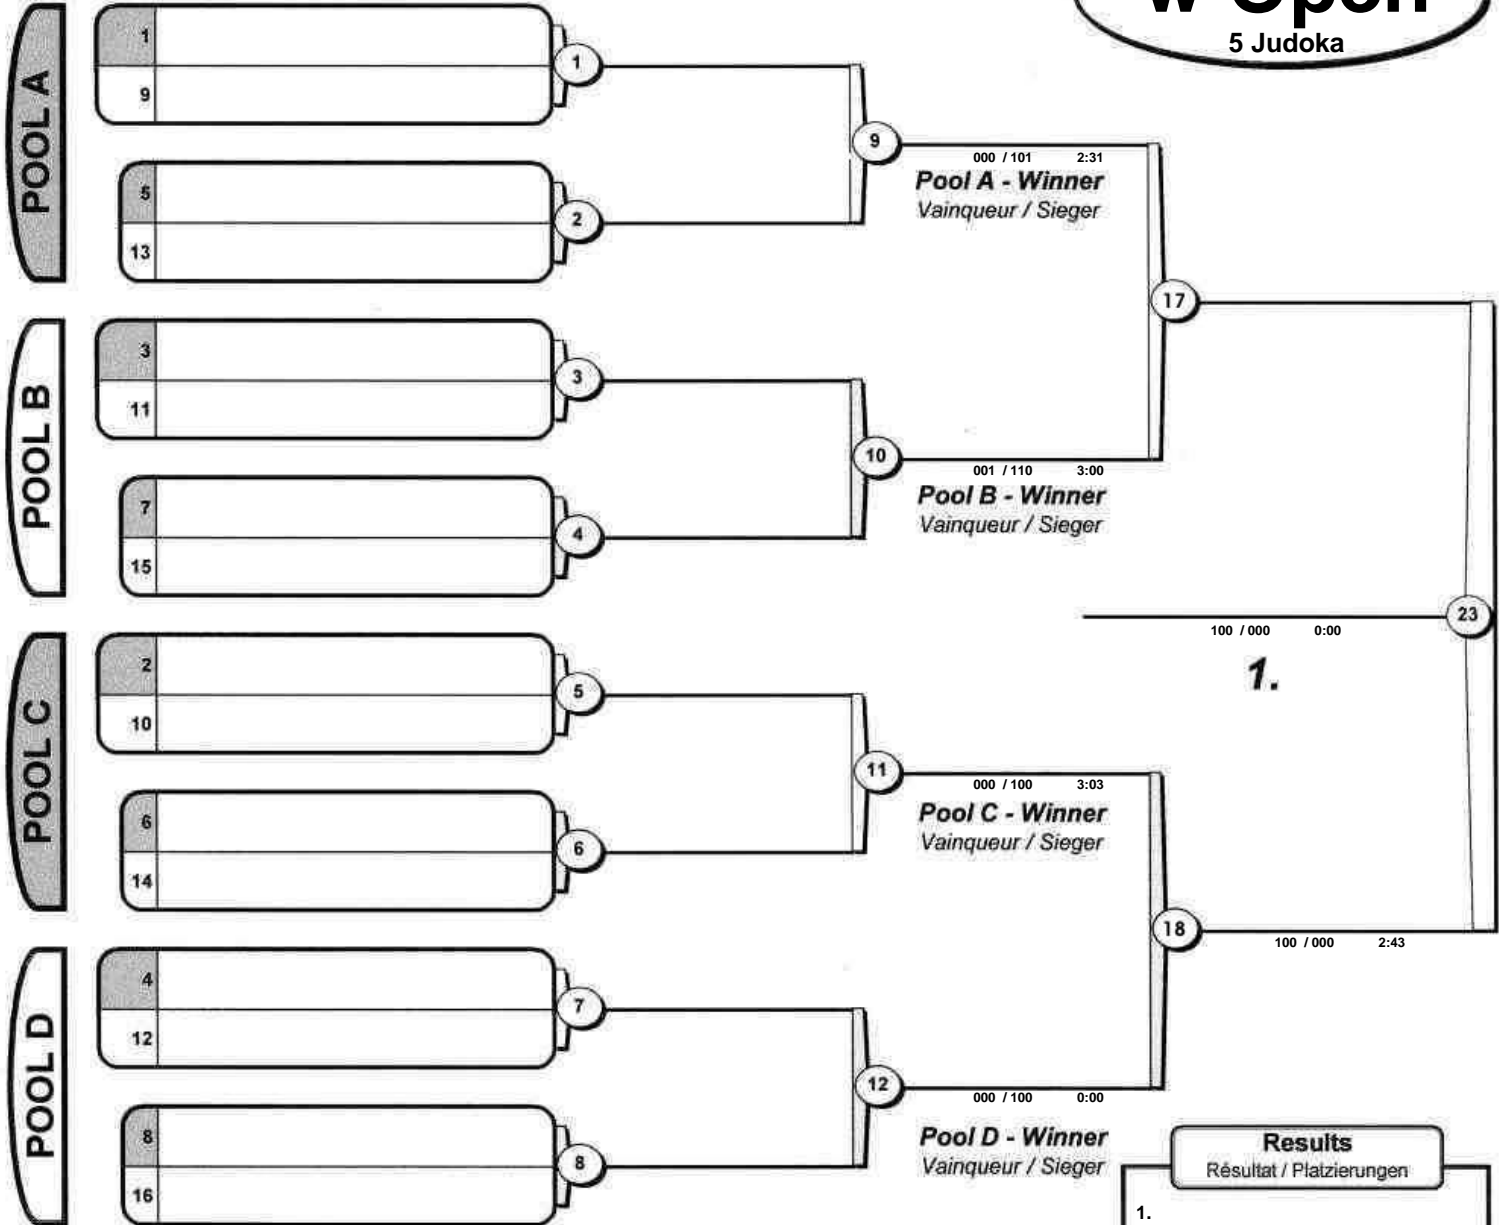 w Open
5 Judoka
POOL A
1
9
1
5
13
2
9
000 / 101 2:31
Pool A - Winner
Vainqueur / Sieger
17
POOL B
3
11
3
7
15
4
10
001 / 110 3:00
Pool B - Winner
Vainqueur / Sieger
23
100 / 000 0:00
1.
POOL C
2
10
5
6
14
6
11
000 / 100 3:03
Pool C - Winner
Vainqueur / Sieger
18
100 / 000 2:43
POOL D
4
12
7
8
16
8
12
000 / 100 0:00
Pool D - Winner
Vainqueur / Sieger
Results
Résultat / Platzierungen
1.